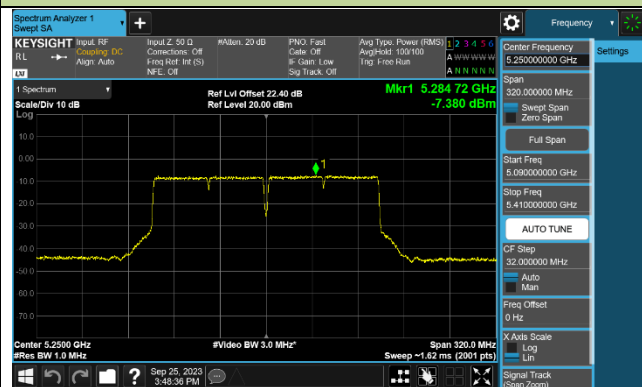 Spectrum Analyzer 1
Swept SA
Frequency
KEYSIGHT
RL
LXI
Input: RF
Coupling: DC
Align: Auto
Input Z: 50 Ω
Corrections: Off
Freq Ref: Int (S)
NFE: Off
#Atten: 20 dB
PNO: Fast
Gate: Off
IF Gain: Low
Sig Track: Off
Avg Type: Power (RMS)
Avg|Hold: 100/100
Trig: Free Run
1 2 3 4 5 6
A W W W W W
A N N N N N
1 Spectrum
Scale/Div 10 dB
Log
Ref Lvl Offset 22.40 dB
Ref Level 20.00 dBm
Mkr1 5.284 72 GHz
-7.380 dBm
10.0
0.00
-10.0
-20.0
-30.0
-40.0
-50.0
-60.0
-70.0
1
Center 5.2500 GHz
#Res BW 1.0 MHz
#Video BW 3.0 MHz*
Span 320.0 MHz
Sweep ~1.62 ms (2001 pts)
Center Frequency
5.250000000 GHz
Span
320.000000 MHz
Swept Span
Zero Span
Full Span
Start Freq
5.090000000 GHz
Stop Freq
5.410000000 GHz
AUTO TUNE
CF Step
32.000000 MHz
Auto
Man
Freq Offset
0 Hz
X Axis Scale
Log
Lin
Signal Track
(Span Zoom)
Settings
Sep 25, 2023
3:48:36 PM